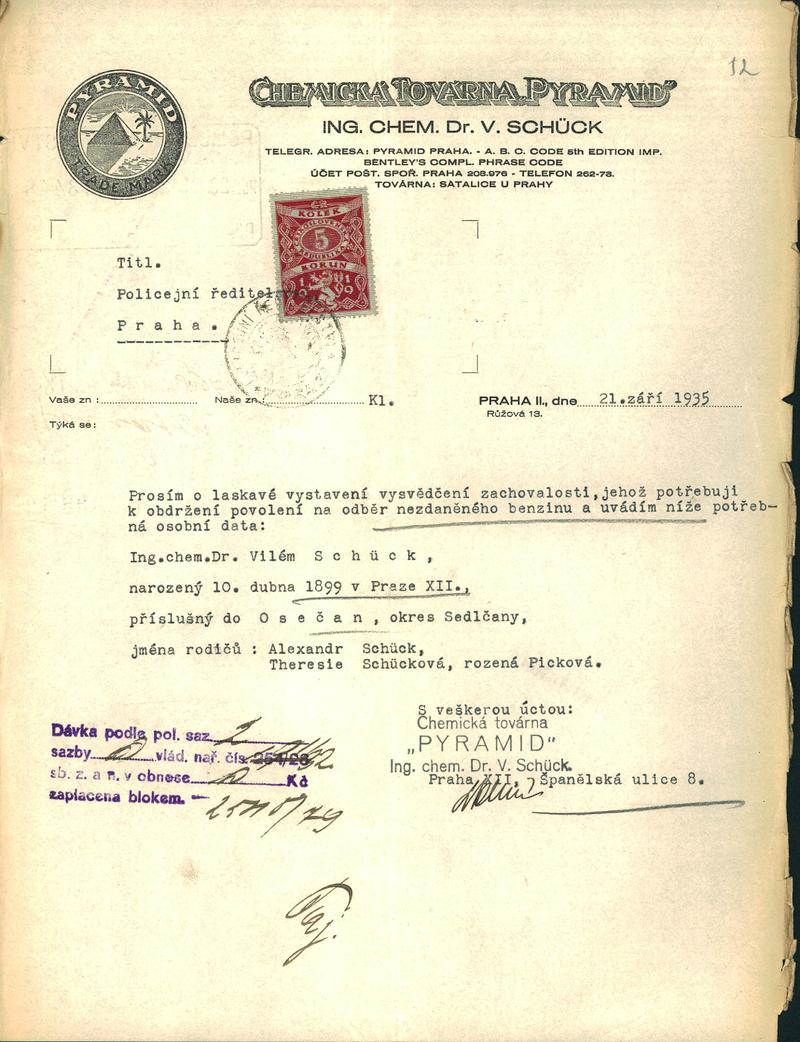 12
PYRAMID
TRADE MARK
CHEMICKÁ TOVÁRNA „PYRAMID"
ING. CHEM. Dr. V. SCHÜCK
TELEGR. ADRESA: PYRAMID PRAHA. - A. B. C. CODE 5th EDITION IMP.
BENTLEY'S COMPL. PHRASE CODE
ÚČET POŠT. SPOŘ. PRAHA 208.976 - TELEFON 262-73.
TOVÁRNA: SATALICE U PRAHY
KOLEK
5
KORUN
1919
Titl.
Policejní ředitel
P r a h a .
Vaše zn : Naše zn.: Kl. PRAHA II., dne 21.září 1935
Růžová 13.
Týká se:
Prosím o laskavé vystavení vysvědčení zachovalosti,jehož potřebuji
k obdržení povolení na odběr nezdaněného benzinu a uvádím níže potřeb-
ná osobní data:
Ing.chem.Dr. Vilém S c h ü c k ,
narozený 10. dubna 1899 v Praze XII.,
příslušný do O s e č a n , okres Sedlčany,
jména rodičů : Alexandr Schück,
Theresie Schücková, rozená Picková.
S veškerou úctou:
Chemická továrna
„PYRAMID"
Ing. chem. Dr. V. Schück.
Praha XII, Španělská ulice 8.
Dávka podle pol. saz. 2
sazby vlád. nař. čís. 254/26
sb. z. a n. v obnese Kč
zaplacena blokem.